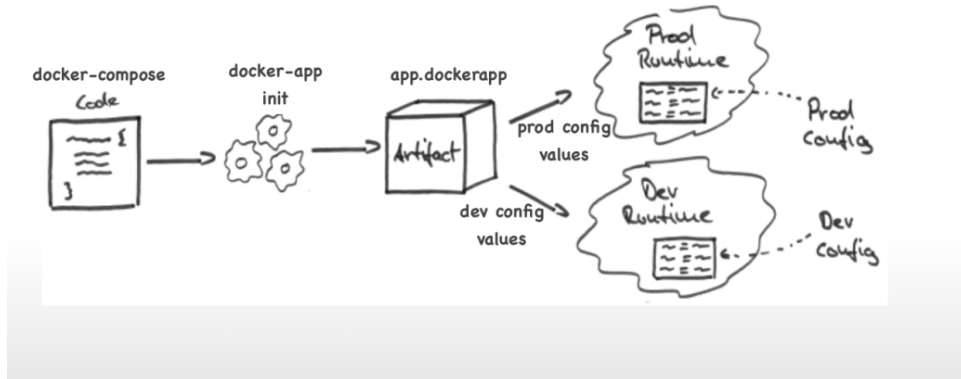 docker-compose
Code
{
}
docker-app
init
app.dockerapp
Artifact
prod config
values
dev config
values
Prod
Runtime
Prod
Config
Dev
Runtime
Dev
Config